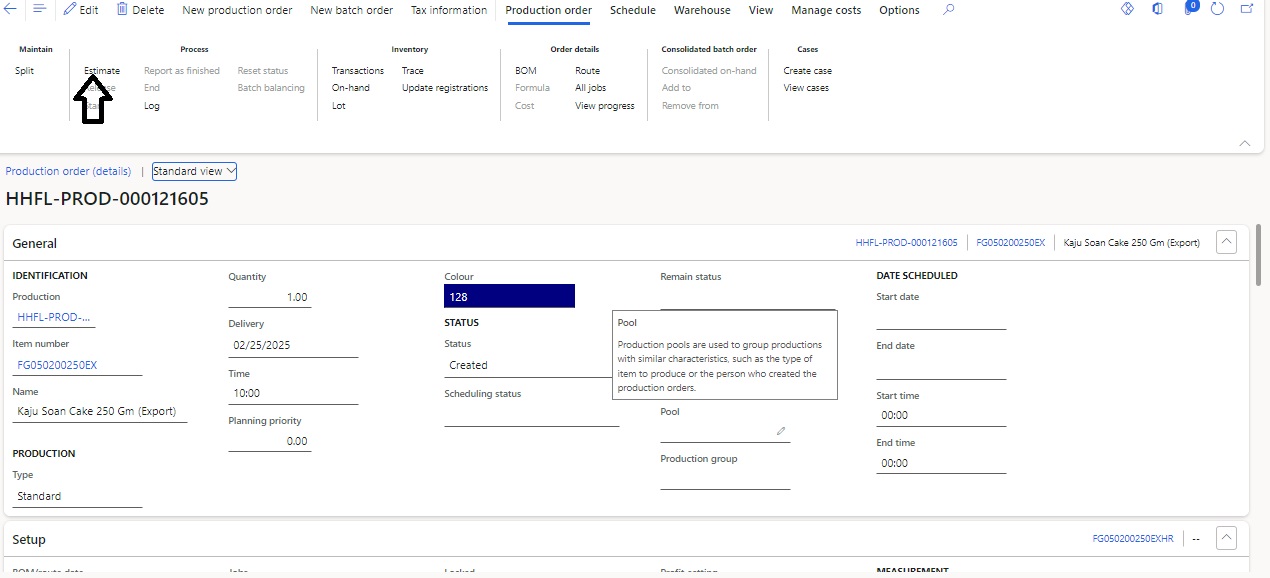 Edit Delete New production order New batch order Tax information Production order Schedule Warehouse View Manage costs Options 0
Maintain Process Inventory Order details Consolidated batch order Cases
Split Estimate Report as finished Reset status Transactions Trace BOM Route Consolidated on-hand Create case
End Batch balancing On-hand Update registrations Formula All jobs Add to View cases
Log Lot Cost View progress Remove from
Production order (details) | Standard view
HHFL-PROD-000121605
General HHFL-PROD-000121605 FG050200250EX Kaju Soan Cake 250 Gm (Export)
IDENTIFICATION Quantity Colour Remain status DATE SCHEDULED
Production 1.00 128 Start date
HHFL-PROD-...
Delivery STATUS Pool
Item number 02/25/2025 Status Production pools are used to group productions End date
FG050200250EX Created with similar characteristics, such as the type of
Time item to produce or the person who created the
Name 10:00 Scheduling status production orders. Start time
Kaju Soan Cake 250 Gm (Export) Planning priority Pool 00:00
0.00 End time
PRODUCTION Production group 00:00
Type
Standard
Setup FG050200250EXHR --
MEASUREMENT